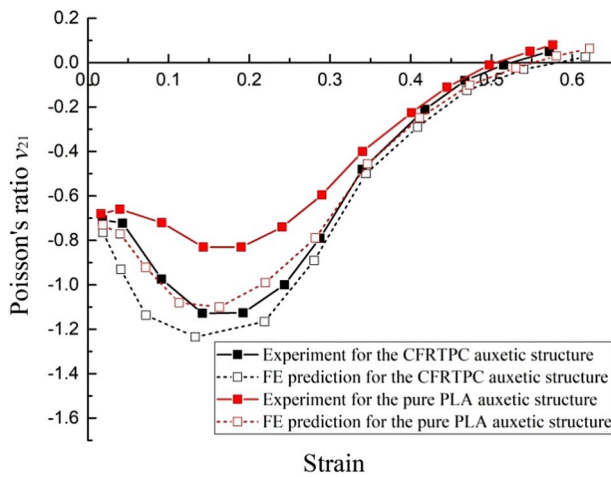 0.2
0.0
0.0 0.1 0.2 0.3 0.4 0.5 0.6
-0.2
-0.4
-0.6
-0.8
-1.0
-1.2
-1.4
-1.6
Poisson's ratio ν21
Experiment for the CFRTPC auxetic structure
FE prediction for the CFRTPC auxetic structure
Experiment for the pure PLA auxetic structure
FE prediction for the pure PLA auxetic structure
Strain